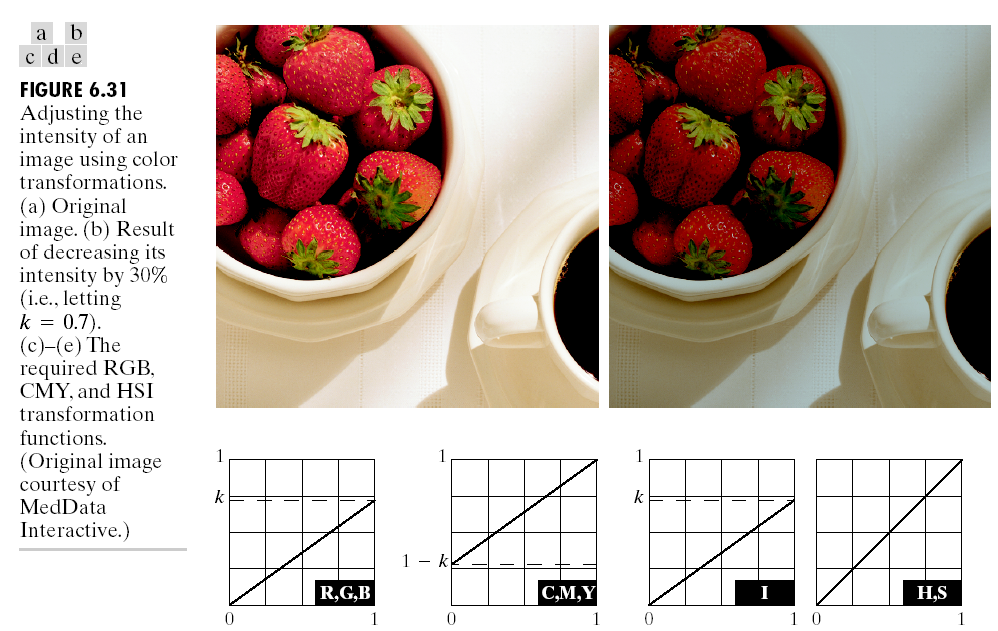 a b
c d e
FIGURE 6.31
Adjusting the
intensity of an
image using color
transformations.
(a) Original
image. (b) Result
of decreasing its
intensity by 30%
(i.e., letting
k = 0.7).
(c)–(e) The
required RGB,
CMY, and HSI
transformation
functions.
(Original image
courtesy of
MedData
Interactive.)
1
k
R,G,B
0 1
1
1 – k
C,M,Y
0 1
1
k
I
0 1
1
H,S
0 1